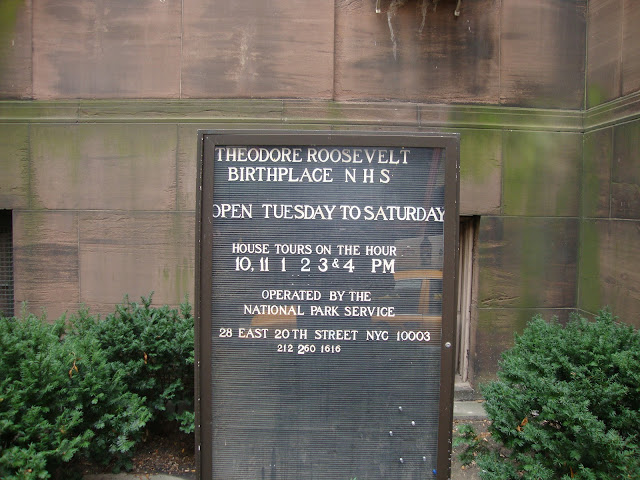 THEODORE ROOSEVELT
BIRTHPLACE N H S
OPEN TUESDAY TO SATURDAY
HOUSE TOURS ON THE HOUR
10, 11 1 2 3 & 4 PM
OPERATED BY THE
NATIONAL PARK SERVICE
28 EAST 20TH STREET NYC 10003
212 260 1616